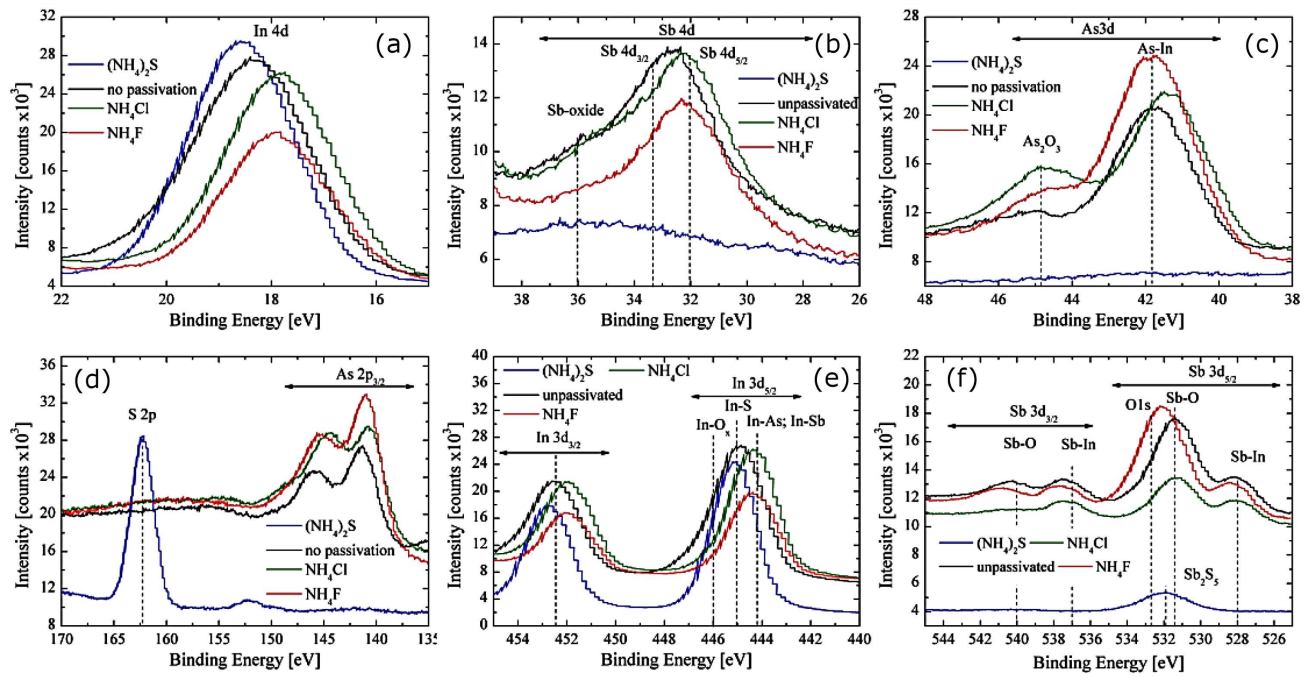 In 4d
(a)
(NH₄)₂S
no passivation
NH₄Cl
NH₄F
32
28
24
20
16
12
8
4
22
20
18
16
Intensity [counts x10³]
Binding Energy [eV]
Sb 4d
(b)
Sb 4d₃/₂
Sb 4d₅/₂
Sb-oxide
(NH₄)₂S
unpassivated
NH₄Cl
NH₄F
14
12
10
8
6
39
38
36
34
32
30
28
26
Intensity [counts x10³]
Binding Energy [eV]
As3d
(c)
As-In
(NH₄)₂S
no passivation
NH₄Cl
NH₄F
As₂O₃
28
24
20
16
12
8
48
46
44
42
40
38
Intensity [counts x10³]
Binding Energy [eV]
(d)
As 2p₃/₂
S 2p
(NH₄)₂S
no passivation
NH₄Cl
NH₄F
36
32
28
24
20
16
12
8
170
165
160
155
150
145
140
135
Intensity [counts x10³]
Binding Energy [eV]
(NH₄)₂S
NH₄Cl
unpassivated
NH₄F
(e)
In 3d₅/₂
In-S
In-Oₓ
In-As; In-Sb
In 3d₃/₂
40
36
32
28
24
20
16
12
8
4
0
454
452
450
448
446
444
442
440
Intensity [counts x10³]
Binding Energy [eV]
(f)
Sb 3d₅/₂
Sb-O
O1s
Sb 3d₃/₂
Sb-O
Sb-In
Sb-In
(NH₄)₂S
NH₄Cl
unpassivated
NH₄F
Sb₂S₅
22
20
18
16
14
12
10
8
6
4
545
540
538
536
534
532
530
528
526
Intensity [counts x10³]
Binding Energy [eV]